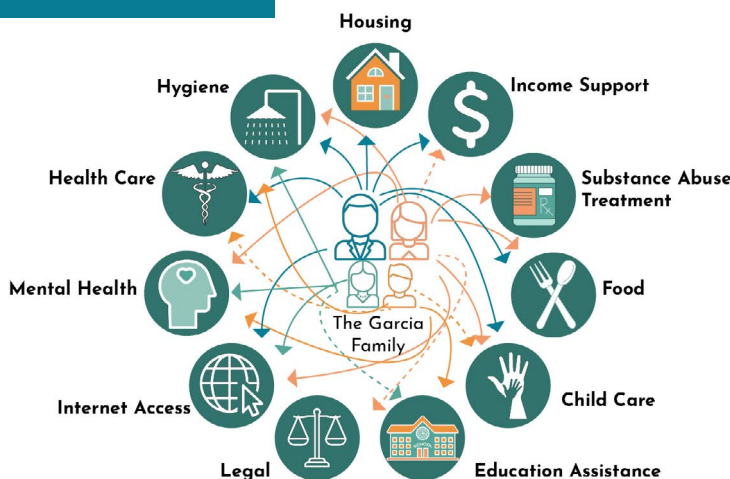 Housing
Hygiene
Income Support
Health Care
Substance Abuse
Treatment
Mental Health
Food
The Garcia
Family
Internet Access
Child Care
Legal
Education Assistance